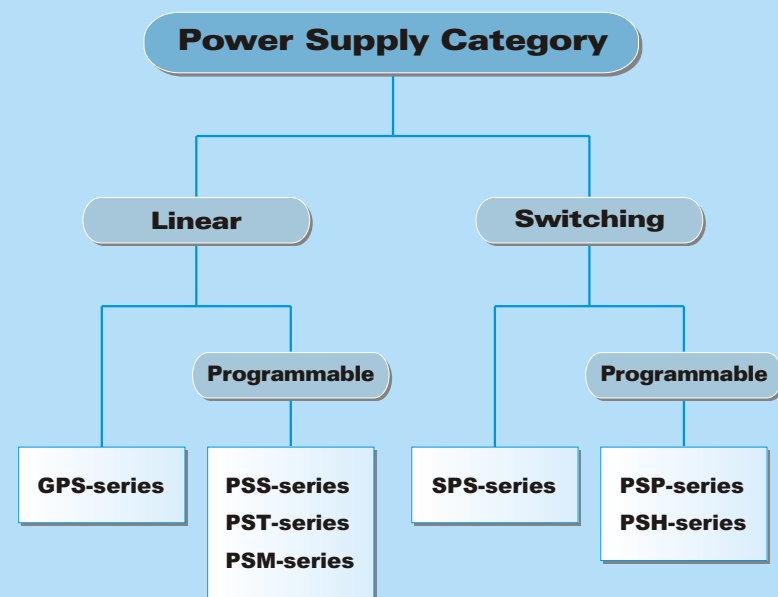 Power Supply Category
Linear
Switching
Programmable
Programmable
GPS-series
PSS-series
PST-series
PSM-series
SPS-series
PSP-series
PSH-series